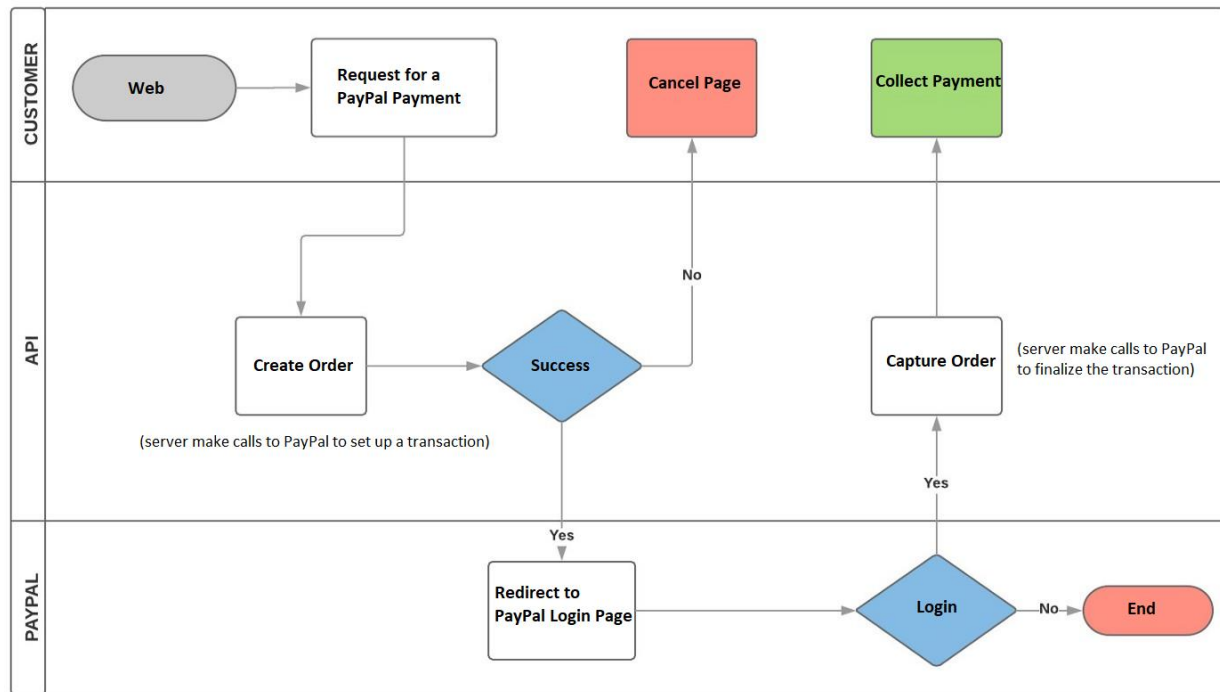 CUSTOMER
Web
Request for a
PayPal Payment
Cancel Page
Collect Payment
API
No
Create Order
Success
Capture Order
(server make calls to PayPal
to finalize the transaction)
(server make calls to PayPal to set up a transaction)
Yes
Yes
PAYPAL
Redirect to
PayPal Login Page
Login
No
End